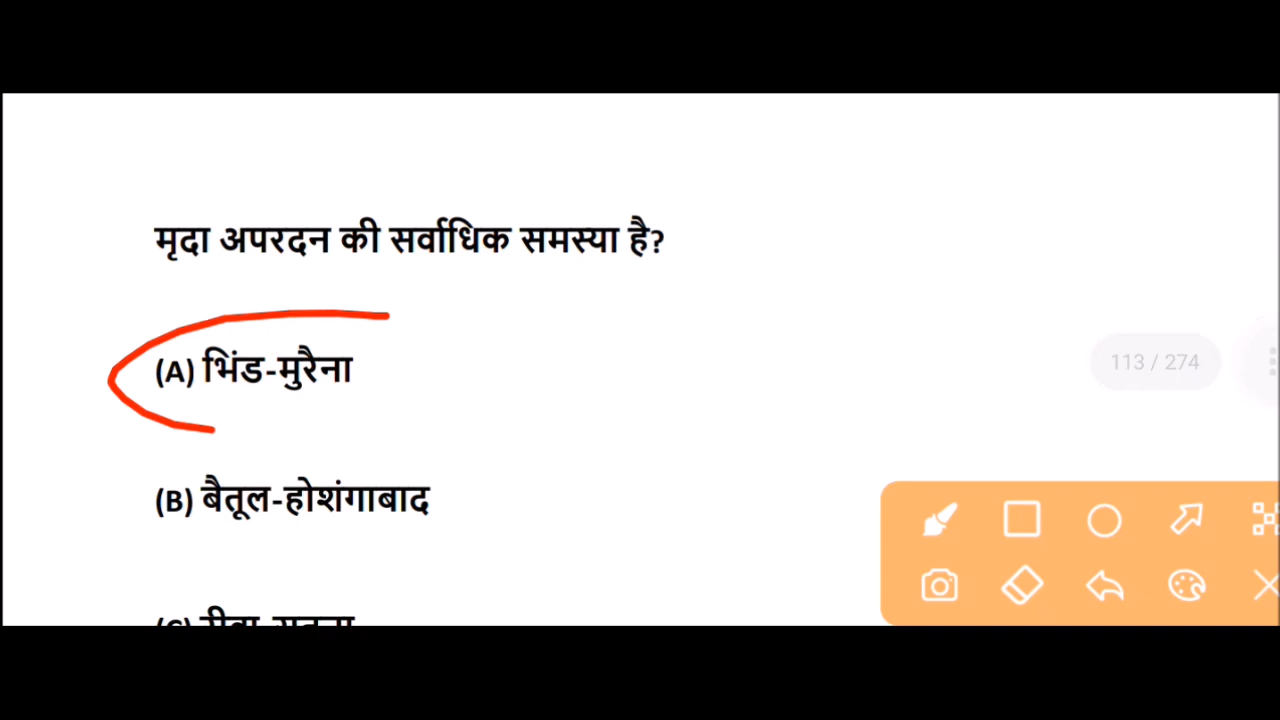 मृदा अपरदन की सर्वाधिक समस्या है?
(A) भिंड-मुरैना
113 / 274
(B) बैतूल-होशंगाबाद